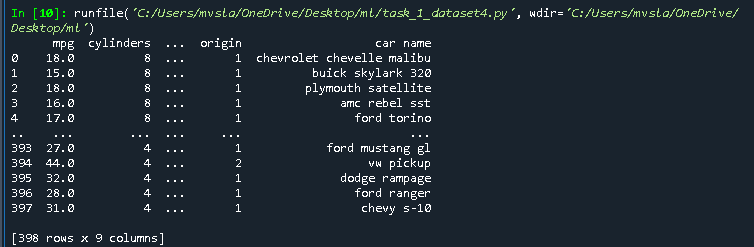 In [10]: runfile('C:/Users/mvsla/OneDrive/Desktop/ml/task_1_dataset4.py', wdir='C:/Users/mvsla/OneDrive/
Desktop/ml')
mpg cylinders ... origin car name
0 18.0 8 ... 1 chevrolet chevelle malibu
1 15.0 8 ... 1 buick skylark 320
2 18.0 8 ... 1 plymouth satellite
3 16.0 8 ... 1 amc rebel sst
4 17.0 8 ... 1 ford torino
.. ... ... ... ... ...
393 27.0 4 ... 1 ford mustang gl
394 44.0 4 ... 2 vw pickup
395 32.0 4 ... 1 dodge rampage
396 28.0 4 ... 1 ford ranger
397 31.0 4 ... 1 chevy s-10
[398 rows x 9 columns]